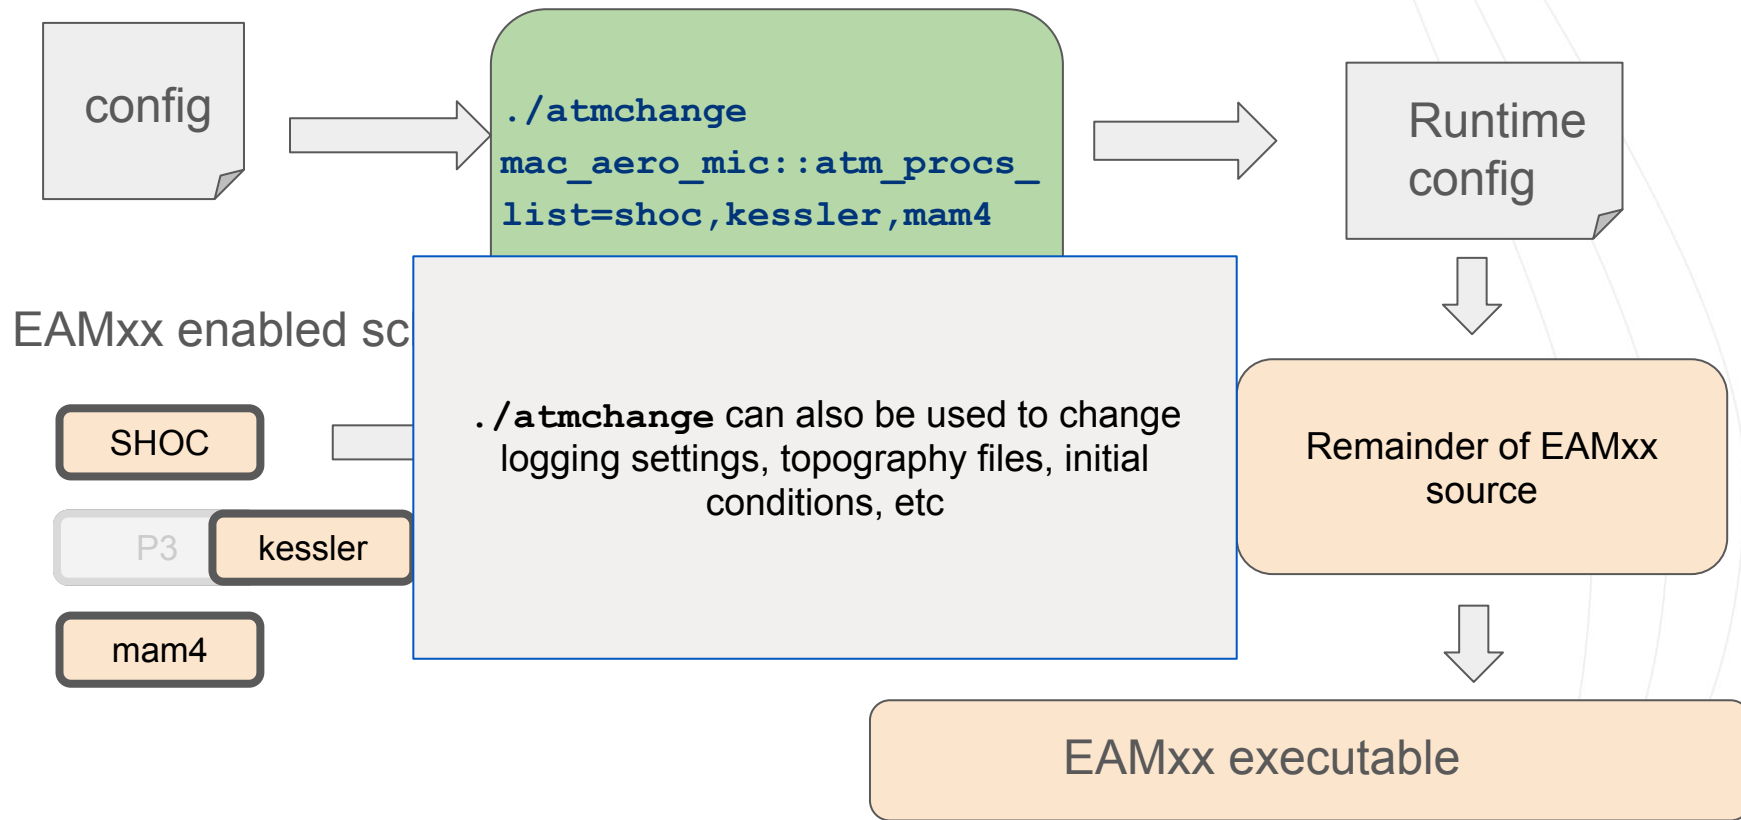 config
./atmchange
mac_aero_mic::atm_procs_
list=shoc,kessler,mam4
Runtime
config
EAMxx enabled sc
./atmchange can also be used to change
logging settings, topography files, initial
conditions, etc
SHOC
P3
kessler
mam4
Remainder of EAMxx
source
EAMxx executable